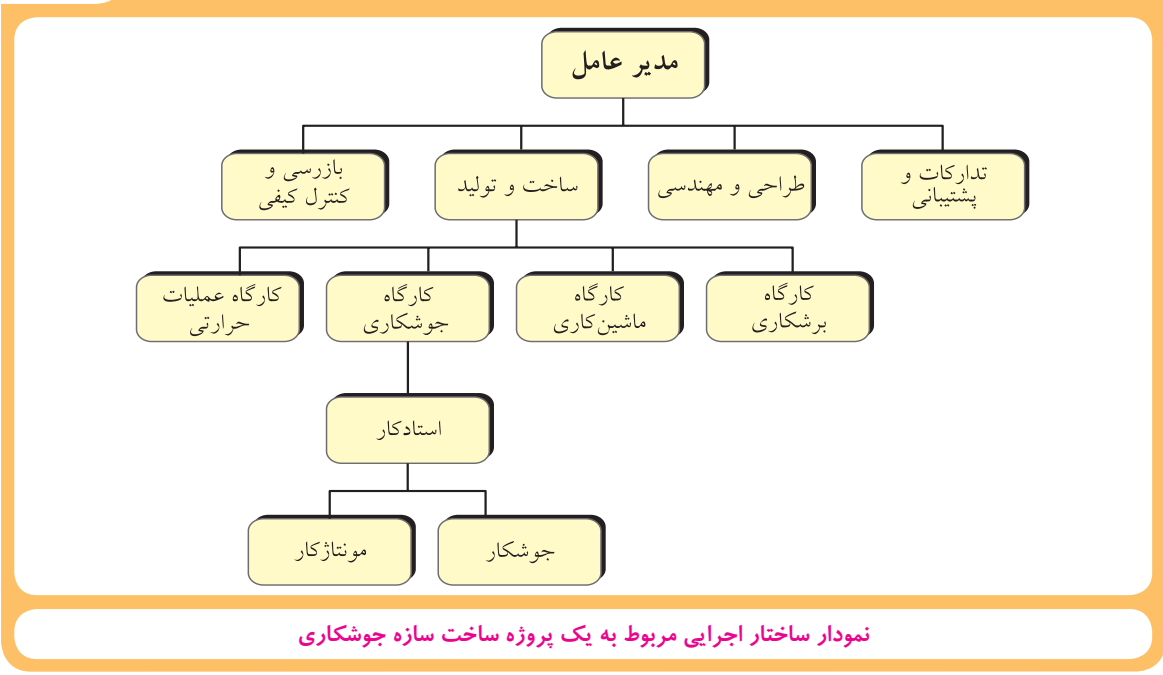 مدیر عامل
تدارکات و
پشتیبانی
طراحی و مهندسی
ساخت و تولید
بازرسی و
کنترل کیفی
کارگاه
برشکاری
کارگاه
ماشین‌کاری
کارگاه
جوشکاری
کارگاه عملیات
حرارتی
استادکار
جوشکار
مونتاژکار
نمودار ساختار اجرایی مربوط به یک پروژه ساخت سازه جوشکاری